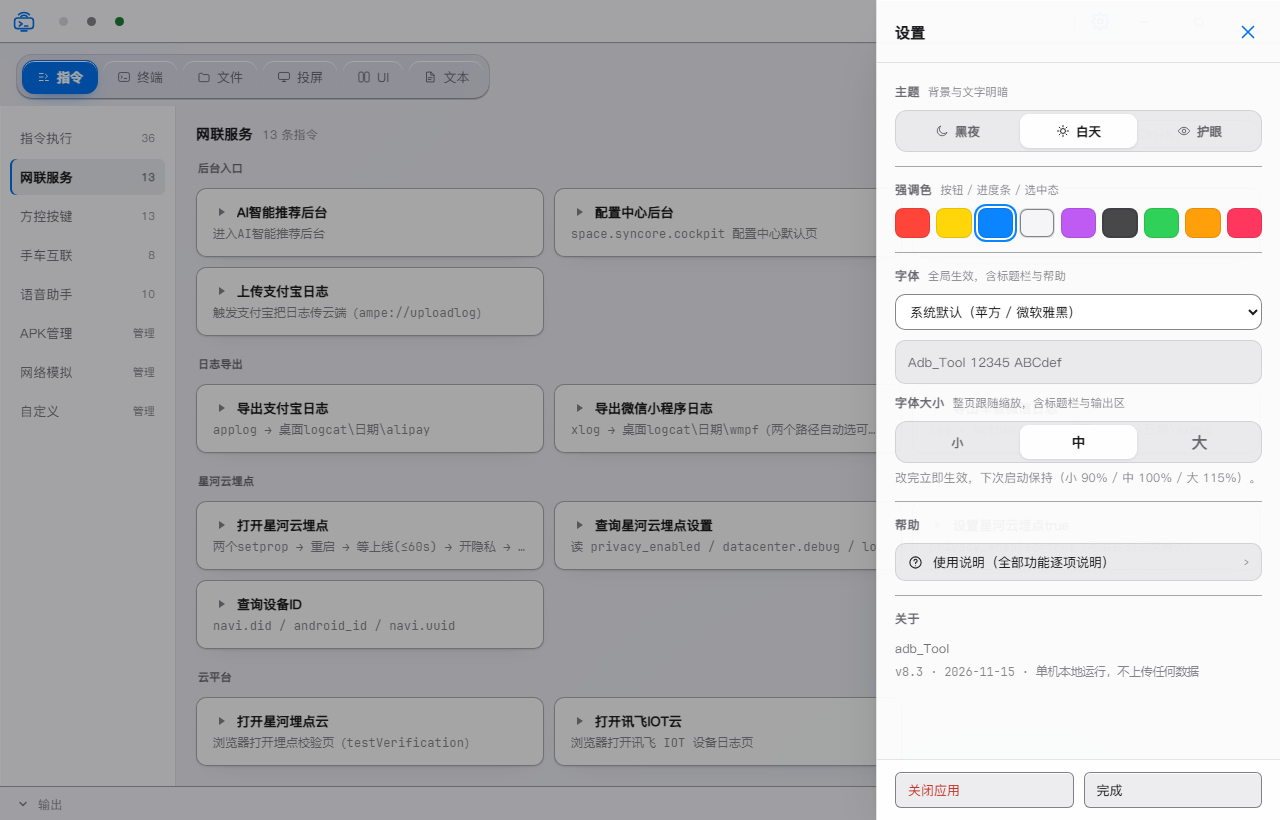 指令
终端
文件
投屏
UI
文本
指令执行 36
网联服务 13
方控按键 13
手车互联 8
语音助手 10
APK管理 管理
网络模拟 管理
自定义 管理
网联服务 13 条指令
后台入口
AI智能推荐后台
进入AI智能推荐后台
配置中心后台
space.syncore.cockpit 配置中心默认页
上传支付宝日志
触发支付宝把日志传云端 (ampe://uploadlog)
日志导出
导出支付宝日志
applog → 桌面logcat\日期\alipay
导出微信小程序日志
xlog → 桌面logcat\日期\wmpf (两个路径自动选可…
星河云埋点
打开星河云埋点
两个setprop → 重启 → 等上线(≤60s) → 开隐私 → …
查询星河云埋点设置
读 privacy_enabled / datacenter.debug / lo
设置星河云埋点true
查询设备ID
navi.did / android_id / navi.uuid
云平台
打开星河埋点云
浏览器打开埋点校验页 (testVerification)
打开讯飞IOT云
浏览器打开讯飞 IOT 设备日志页
输出
设置
主题 背景与文字明暗
黑夜
白天
护眼
强调色 按钮 / 进度条 / 选中态
字体 全局生效，含标题栏与帮助
系统默认（苹方 / 微软雅黑）
Adb_Tool 12345 ABCdef
字体大小 整页跟随缩放，含标题栏与输出区
小
中
大
改完立即生效，下次启动保持（小 90% / 中 100% / 大 115%）。
帮助
使用说明（全部功能逐项说明）
关于
adb_Tool
v8.3 · 2026-11-15 · 单机本地运行，不上传任何数据
关闭应用
完成